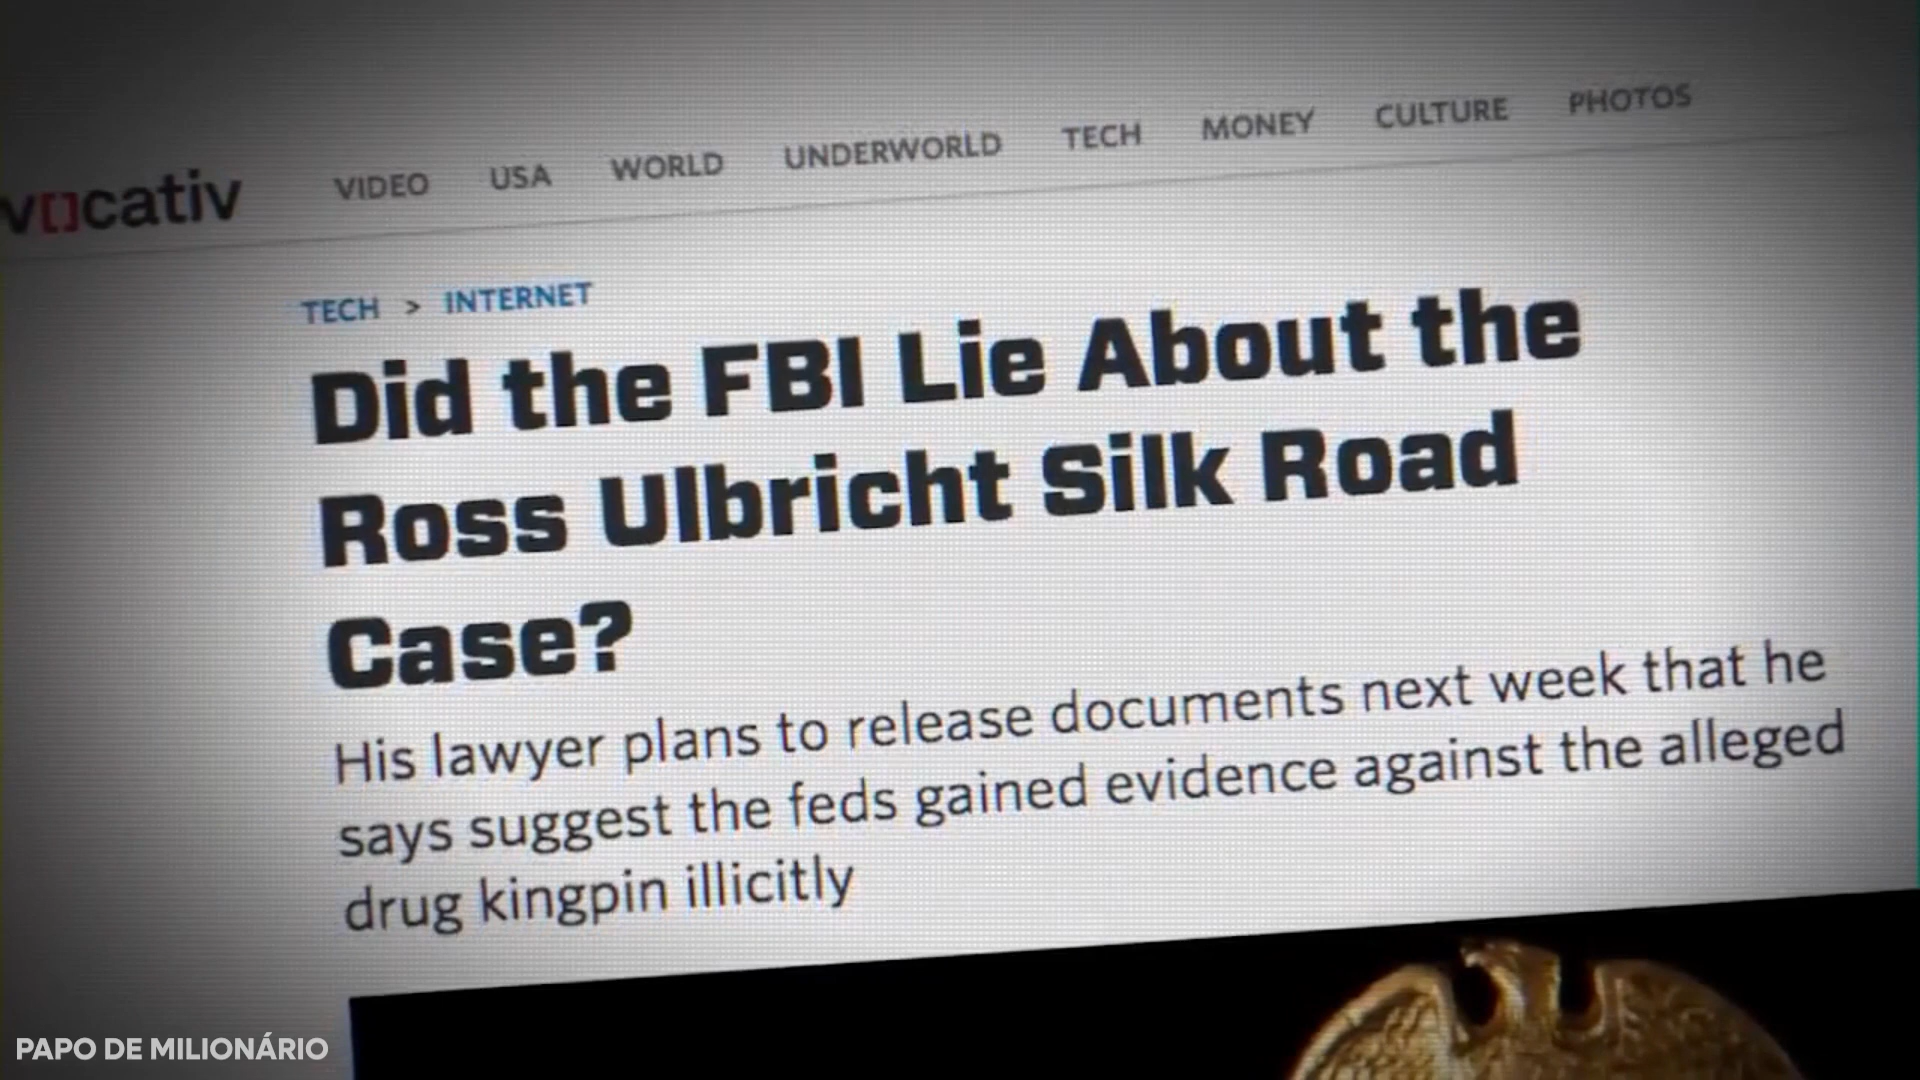 v[]cativ VIDEO USA WORLD UNDERWORLD TECH MONEY CULTURE PHOTOS
TECH > INTERNET
Did the FBI Lie About the
Ross Ulbricht Silk Road
Case?
His lawyer plans to release documents next week that he
says suggest the feds gained evidence against the alleged
drug kingpin illicitly
PAPO DE MILIONÁRIO